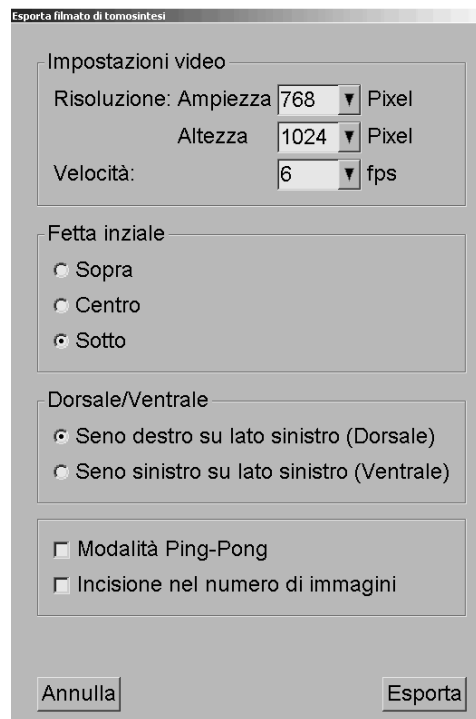 Esporta filmato di tomosintesi
Impostazioni video
Risoluzione: Ampiezza 768 Pixel
Altezza 1024 Pixel
Velocità: 6 fps
Fetta inziale
Sopra
Centro
Sotto
Dorsale/Ventrale
Seno destro su lato sinistro (Dorsale)
Seno sinistro su lato sinistro (Ventrale)
Modalità Ping-Pong
Incisione nel numero di immagini
Annulla Esporta